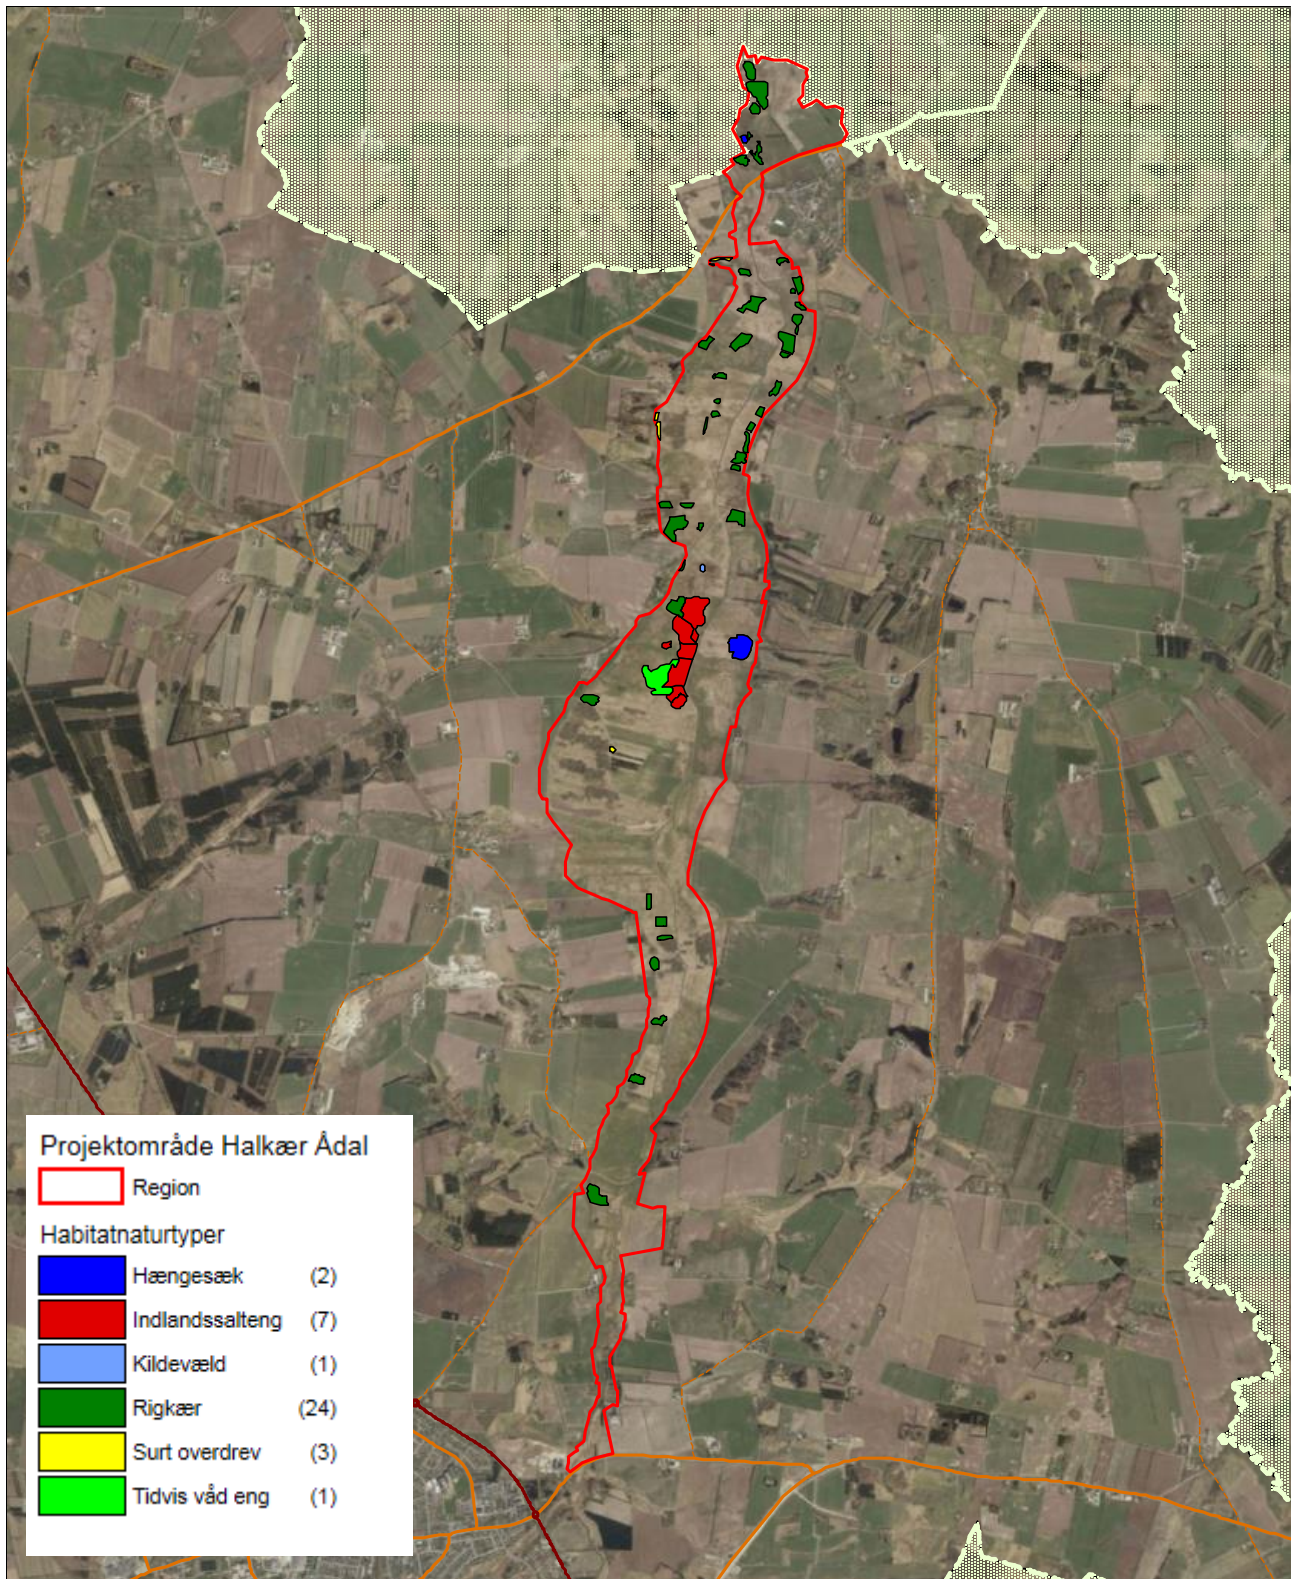 Projektområde Halkær Ådal
Region
Habitatnaturtyper
Hængesæk (2)
Indlandssalteng (7)
Kildevæld (1)
Rigkær (24)
Surt overdrev (3)
Tidvis våd eng (1)